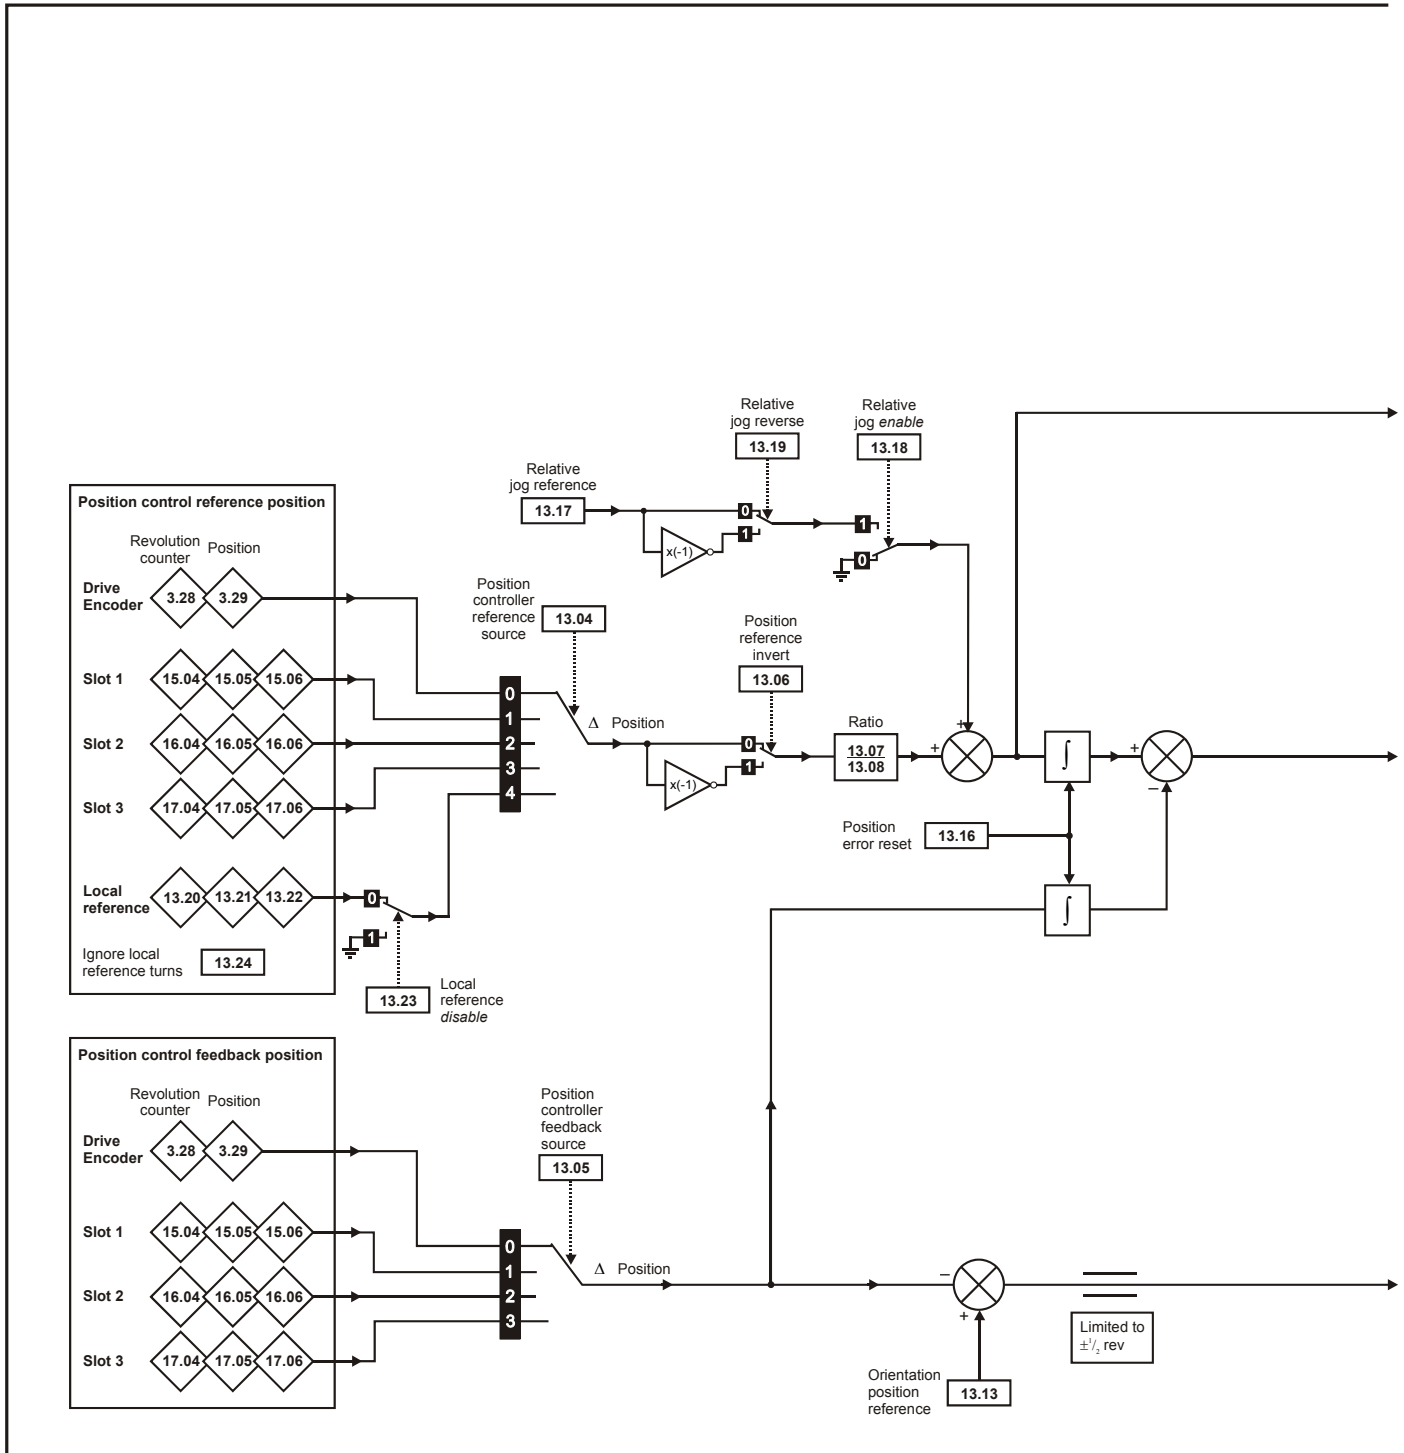 Relative
jog reverse
13.19
Relative
jog enable
13.18
Relative
jog reference
13.17
0
1
x(-1)
1
0
Position control reference position
Revolution
counter
Position
Drive
Encoder
3.28
3.29
Slot 1
15.04
15.05
15.06
Slot 2
16.04
16.05
16.06
Slot 3
17.04
17.05
17.06
Local
reference
13.20
13.21
13.22
Ignore local
reference turns
13.24
0
1
13.23
Local
reference
disable
Position
controller
reference
source
13.04
0
1
2
3
4
Δ Position
Position
reference
invert
13.06
0
1
x(-1)
Ratio
13.07
13.08
+
+
∫
+
−
Position
error reset
13.16
∫
Position control feedback position
Revolution
counter
Position
Drive
Encoder
3.28
3.29
Slot 1
15.04
15.05
15.06
Slot 2
16.04
16.05
16.06
Slot 3
17.04
17.05
17.06
Position
controller
feedback
source
13.05
0
1
2
3
Δ Position
−
+
Limited to
±1/2 rev
Orientation
position
reference
13.13